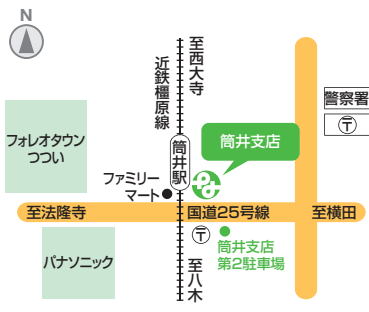 N
至西大寺
近鉄橿原線
警察署
〒
筒井支店
フォレオタウン
つつい
筒井駅
ファミリー
マート
至法隆寺
国道25号線
至横田
〒
筒井支店
第2駐車場
パナソニック
至八木